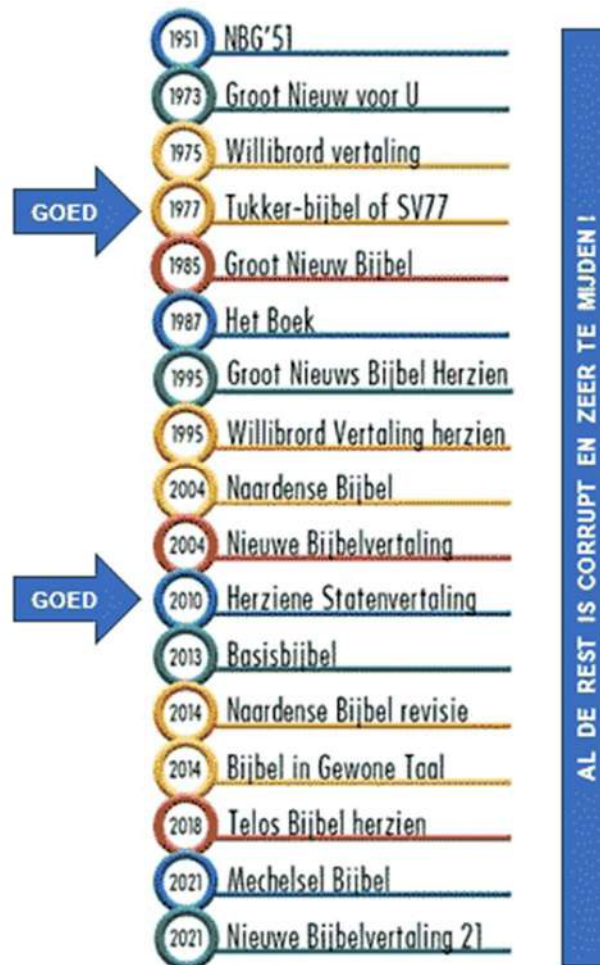 1951 NBG'51
1973 Groot Nieuw voor U
1975 Willibrord vertaling
GOED 1977 Tukker-bijbel of SV77
1985 Groot Nieuw Bijbel
1987 Het Boek
1995 Groot Nieuws Bijbel Herzien
1995 Willibrord Vertaling herzien
2004 Naardense Bijbel
2004 Nieuwe Bijbelvertaling
GOED 2010 Herziene Statenvertaling
2013 Basisbijbel
2014 Naardense Bijbel revisie
2014 Bijbel in Gewone Taal
2018 Telos Bijbel herzien
2021 Mechelsel Bijbel
2021 Nieuwe Bijbelvertaling 21
AL DE REST IS CORRUPT EN ZEER TE MIJDEN!